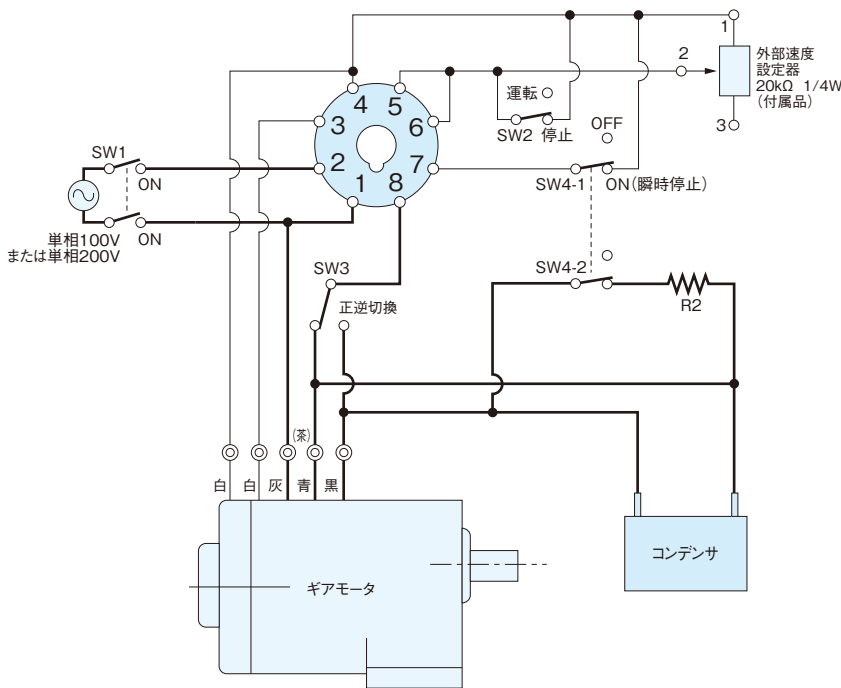 1
2
外部速度
設定器
20kΩ 1/4W
(付属品)
3
4
5
運転
3
6
SW2 停止
OFF
SW1
2
7
ON
1
8
SW4-1
ON(瞬時停止)
単相100V
または単相200V
ON
SW3
SW4-2
正逆切換
R2
(茶)
白
白
灰
青
黒
コンデンサ
ギアモータ